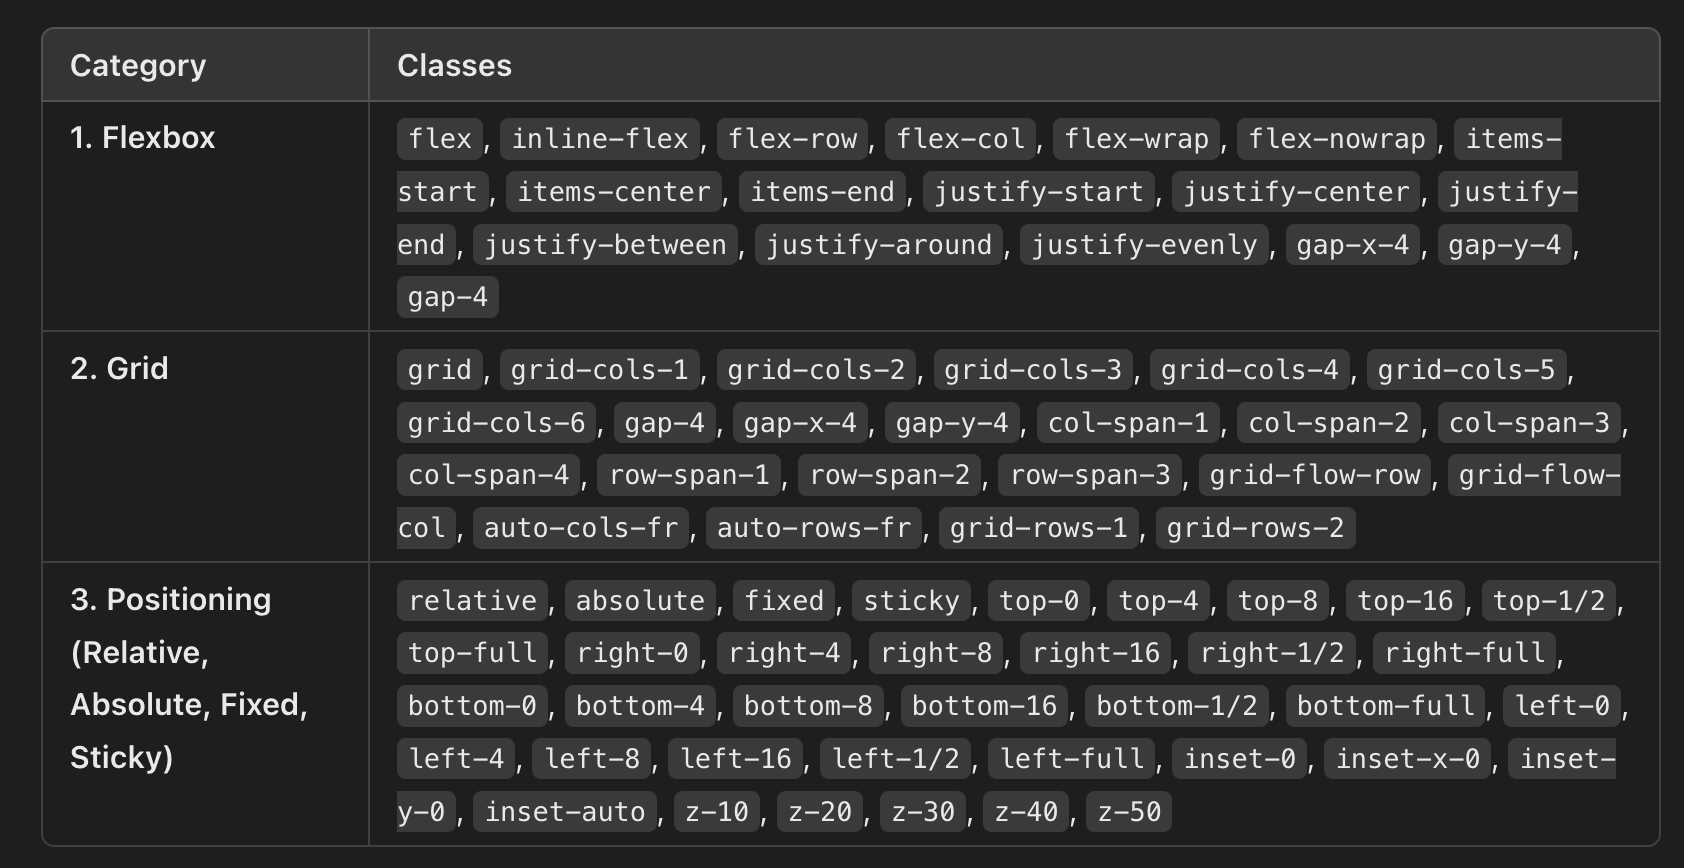 Category Classes
1. Flexbox flex, inline-flex, flex-row, flex-col, flex-wrap, flex-nowrap, items-
start, items-center, items-end, justify-start, justify-center, justify-
end, justify-between, justify-around, justify-evenly, gap-x-4, gap-y-4,
gap-4
2. Grid grid, grid-cols-1, grid-cols-2, grid-cols-3, grid-cols-4, grid-cols-5,
grid-cols-6, gap-4, gap-x-4, gap-y-4, col-span-1, col-span-2, col-span-3,
col-span-4, row-span-1, row-span-2, row-span-3, grid-flow-row, grid-flow-
col, auto-cols-fr, auto-rows-fr, grid-rows-1, grid-rows-2
3. Positioning relative, absolute, fixed, sticky, top-0, top-4, top-8, top-16, top-1/2,
(Relative, top-full, right-0, right-4, right-8, right-16, right-1/2, right-full,
Absolute, Fixed, bottom-0, bottom-4, bottom-8, bottom-16, bottom-1/2, bottom-full, left-0,
Sticky) left-4, left-8, left-16, left-1/2, left-full, inset-0, inset-x-0, inset-
y-0, inset-auto, z-10, z-20, z-30, z-40, z-50